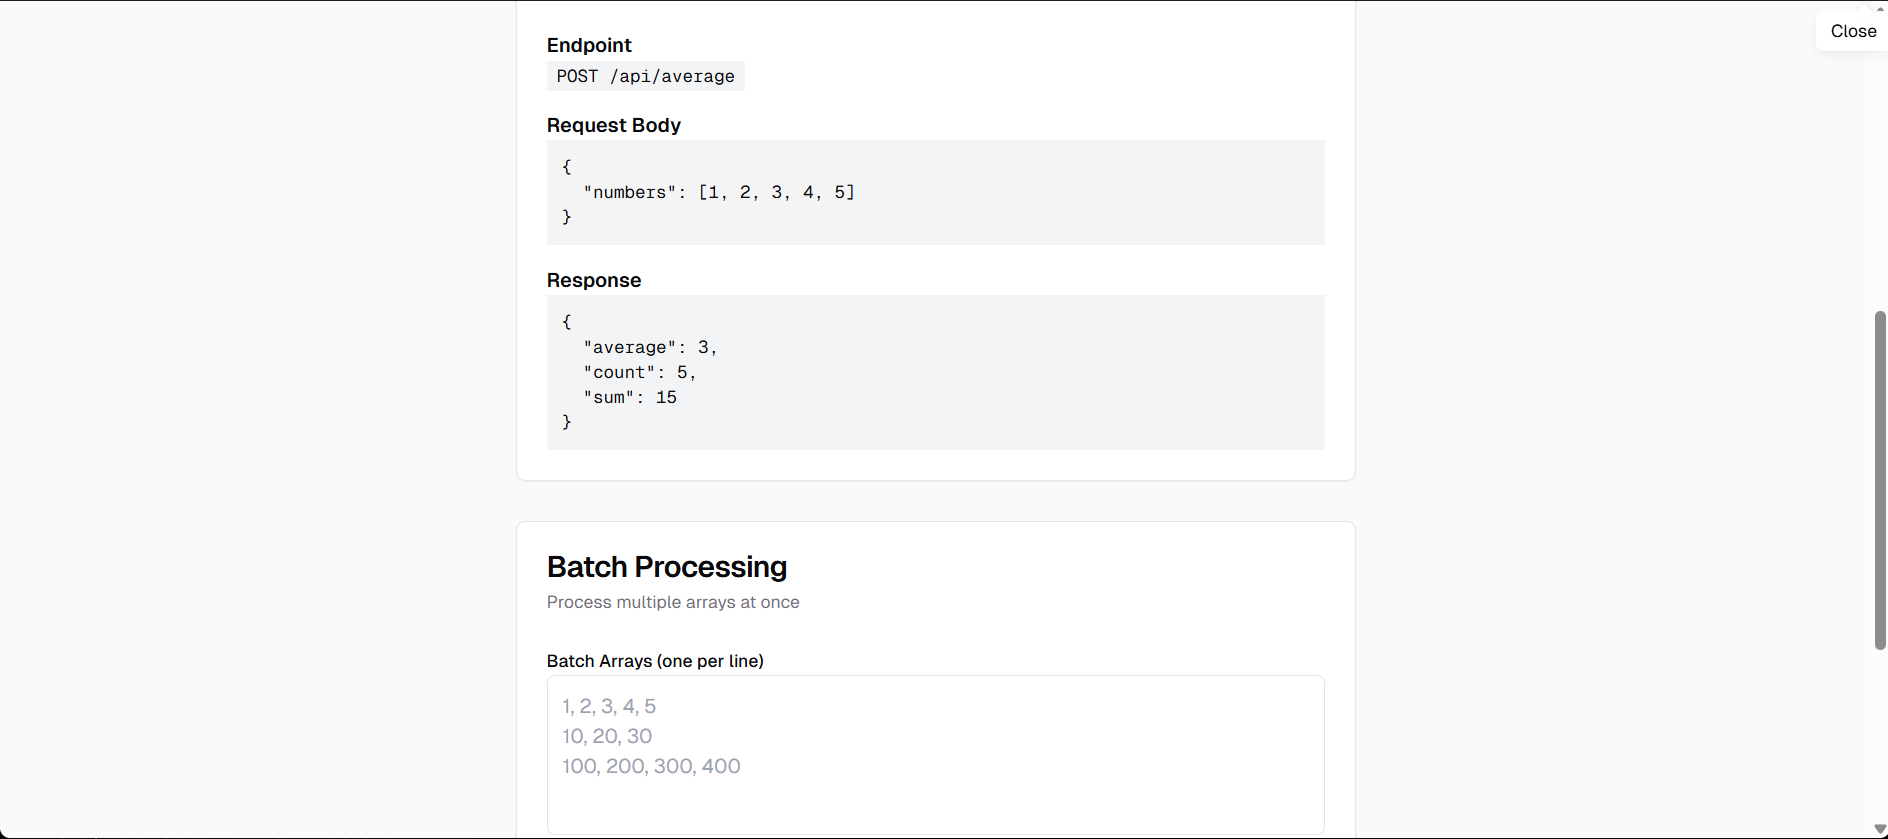 Close
Endpoint
POST /api/average
Request Body
{
  "numbers": [1, 2, 3, 4, 5]
}
Response
{
  "average": 3,
  "count": 5,
  "sum": 15
}
Batch Processing
Process multiple arrays at once
Batch Arrays (one per line)
1, 2, 3, 4, 5
10, 20, 30
100, 200, 300, 400